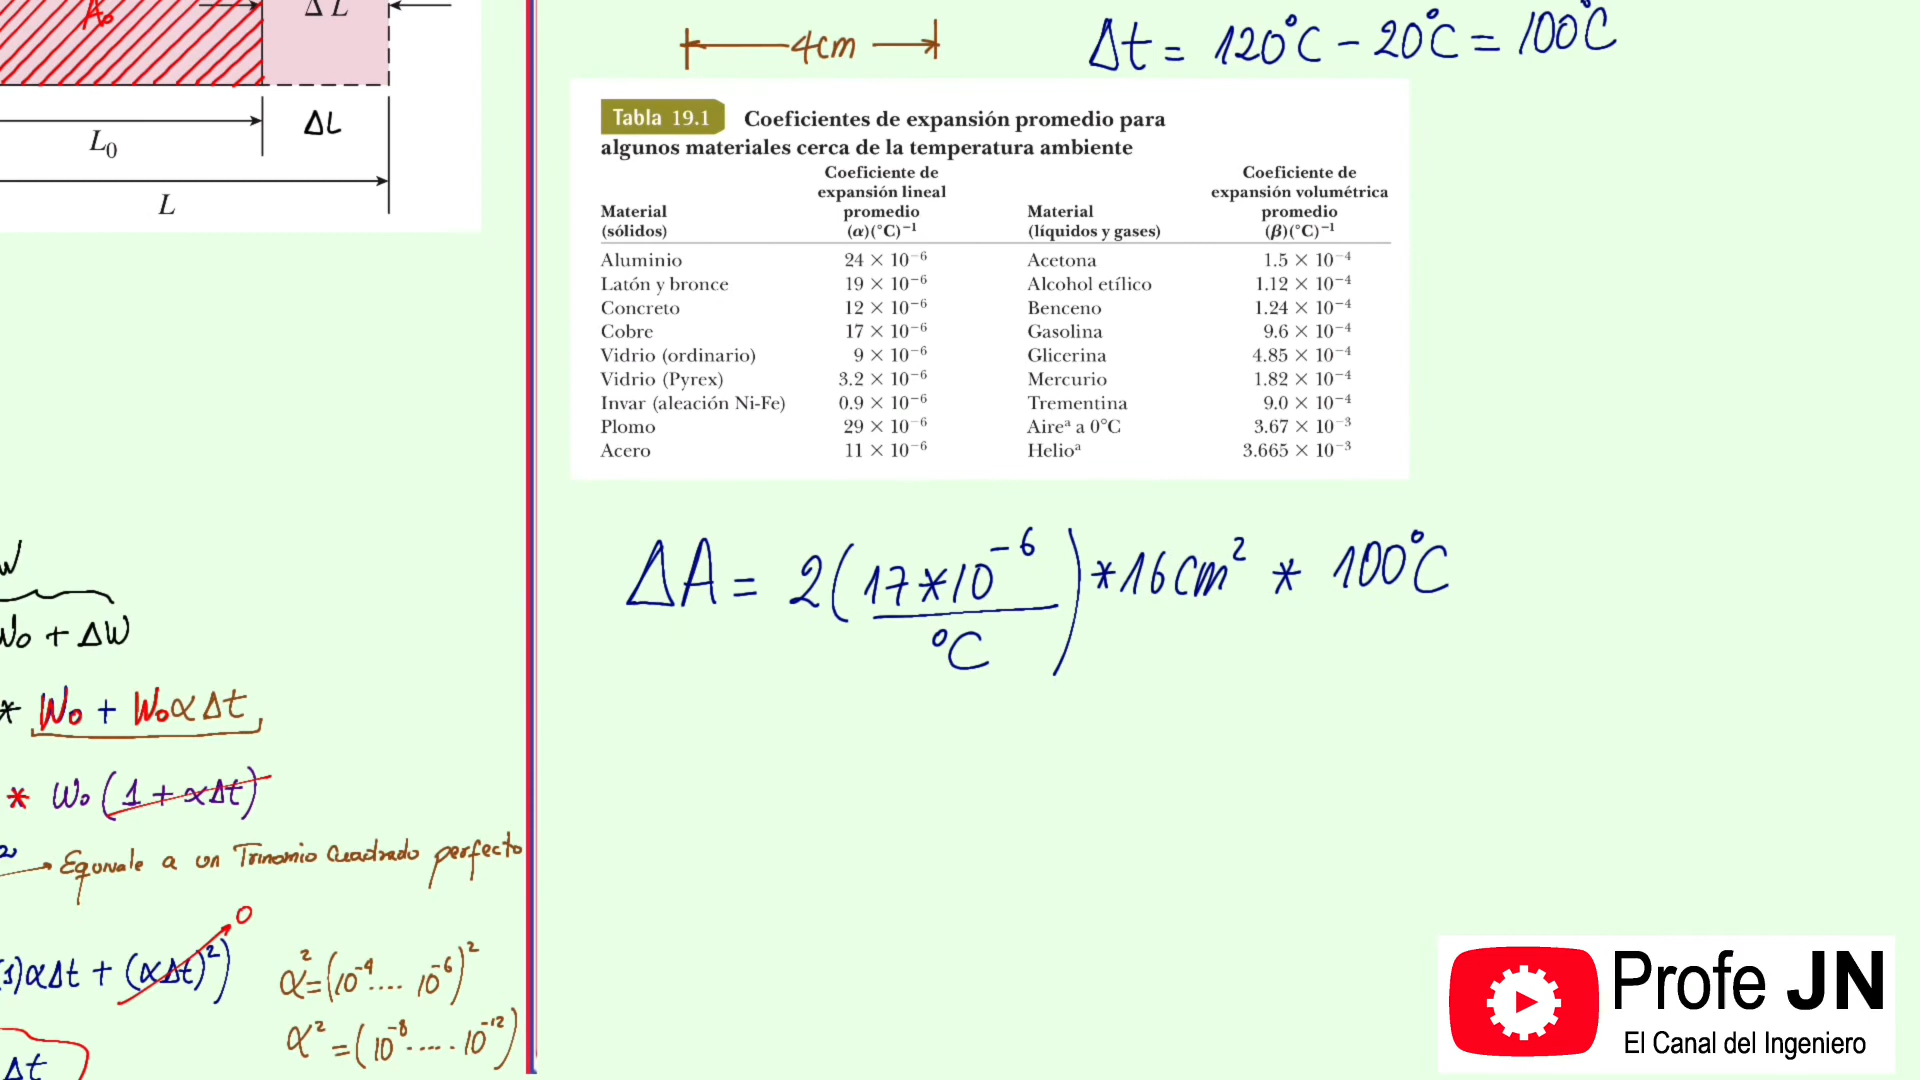 A₀
ΔL
ΔL
L₀
L
W
W₀ + ΔW
* W₀ + W₀αΔt
* W₀(1 + αΔt)
2 → Equivale a un Trinomio Cuadrado perfecto
0
(1)αΔt + (αΔt)²)
α² = (10⁻⁴.... 10⁻⁶)²
α² = (10⁻⁸..... 10⁻¹²)
Δt
4cm
Δt = 120°C - 20°C = 100°C
Tabla 19.1 Coeficientes de expansión promedio para
algunos materiales cerca de la temperatura ambiente
Material (sólidos) Coeficiente de expansión lineal promedio (α)(°C)⁻¹ Material (líquidos y gases) Coeficiente de expansión volumétrica promedio (β)(°C)⁻¹
Aluminio 24 × 10⁻⁶ Acetona 1.5 × 10⁻⁴
Latón y bronce 19 × 10⁻⁶ Alcohol etílico 1.12 × 10⁻⁴
Concreto 12 × 10⁻⁶ Benceno 1.24 × 10⁻⁴
Cobre 17 × 10⁻⁶ Gasolina 9.6 × 10⁻⁴
Vidrio (ordinario) 9 × 10⁻⁶ Glicerina 4.85 × 10⁻⁴
Vidrio (Pyrex) 3.2 × 10⁻⁶ Mercurio 1.82 × 10⁻⁴
Invar (aleación Ni-Fe) 0.9 × 10⁻⁶ Trementina 9.0 × 10⁻⁴
Plomo 29 × 10⁻⁶ Aireᵃ a 0°C 3.67 × 10⁻³
Acero 11 × 10⁻⁶ Helioᵃ 3.665 × 10⁻³
ΔA = 2(17*10⁻⁶/°C) * 16cm² * 100°C
Profe JN
El Canal del Ingeniero